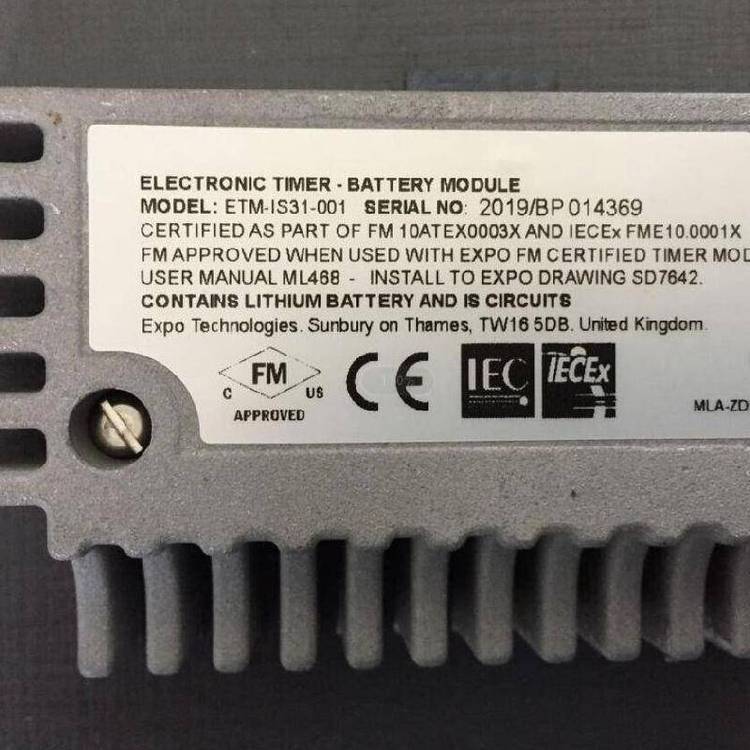 ELECTRONIC TIMER - BATTERY MODULE
MODEL: ETM-IS31-001 SERIAL NO: 2019/BP 014369
CERTIFIED AS PART OF FM 10ATEX0003X AND IECEx FME10.0001X
FM APPROVED WHEN USED WITH EXPO FM CERTIFIED TIMER MOD
USER MANUAL ML468 - INSTALL TO EXPO DRAWING SD7642.
CONTAINS LITHIUM BATTERY AND IS CIRCUITS
Expo Technologies. Sunbury on Thames, TW16 5DB. United Kingdom.
C FM US CE IEC. IECEx
APPROVED
MLA-ZD